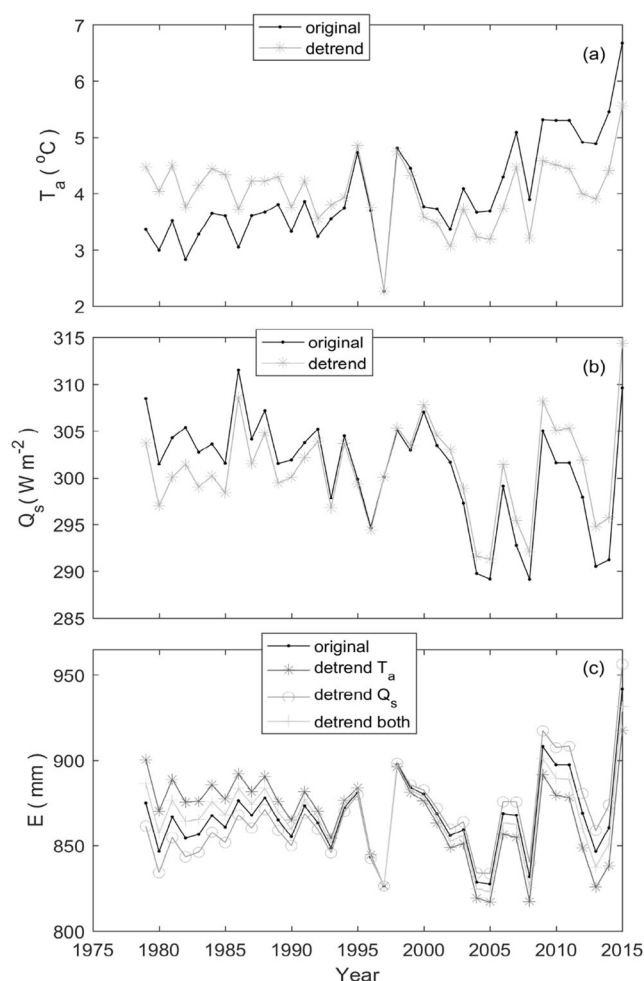 original
detrend
(a)
7
6
5
4
3
2
T_a (°C)
original
detrend
(b)
315
310
305
300
295
290
285
Q_s (W m⁻²)
original
detrend T_a
detrend Q_s
detrend both
(c)
950
900
850
800
E (mm)
1975 1980 1985 1990 1995 2000 2005 2010 2015
Year